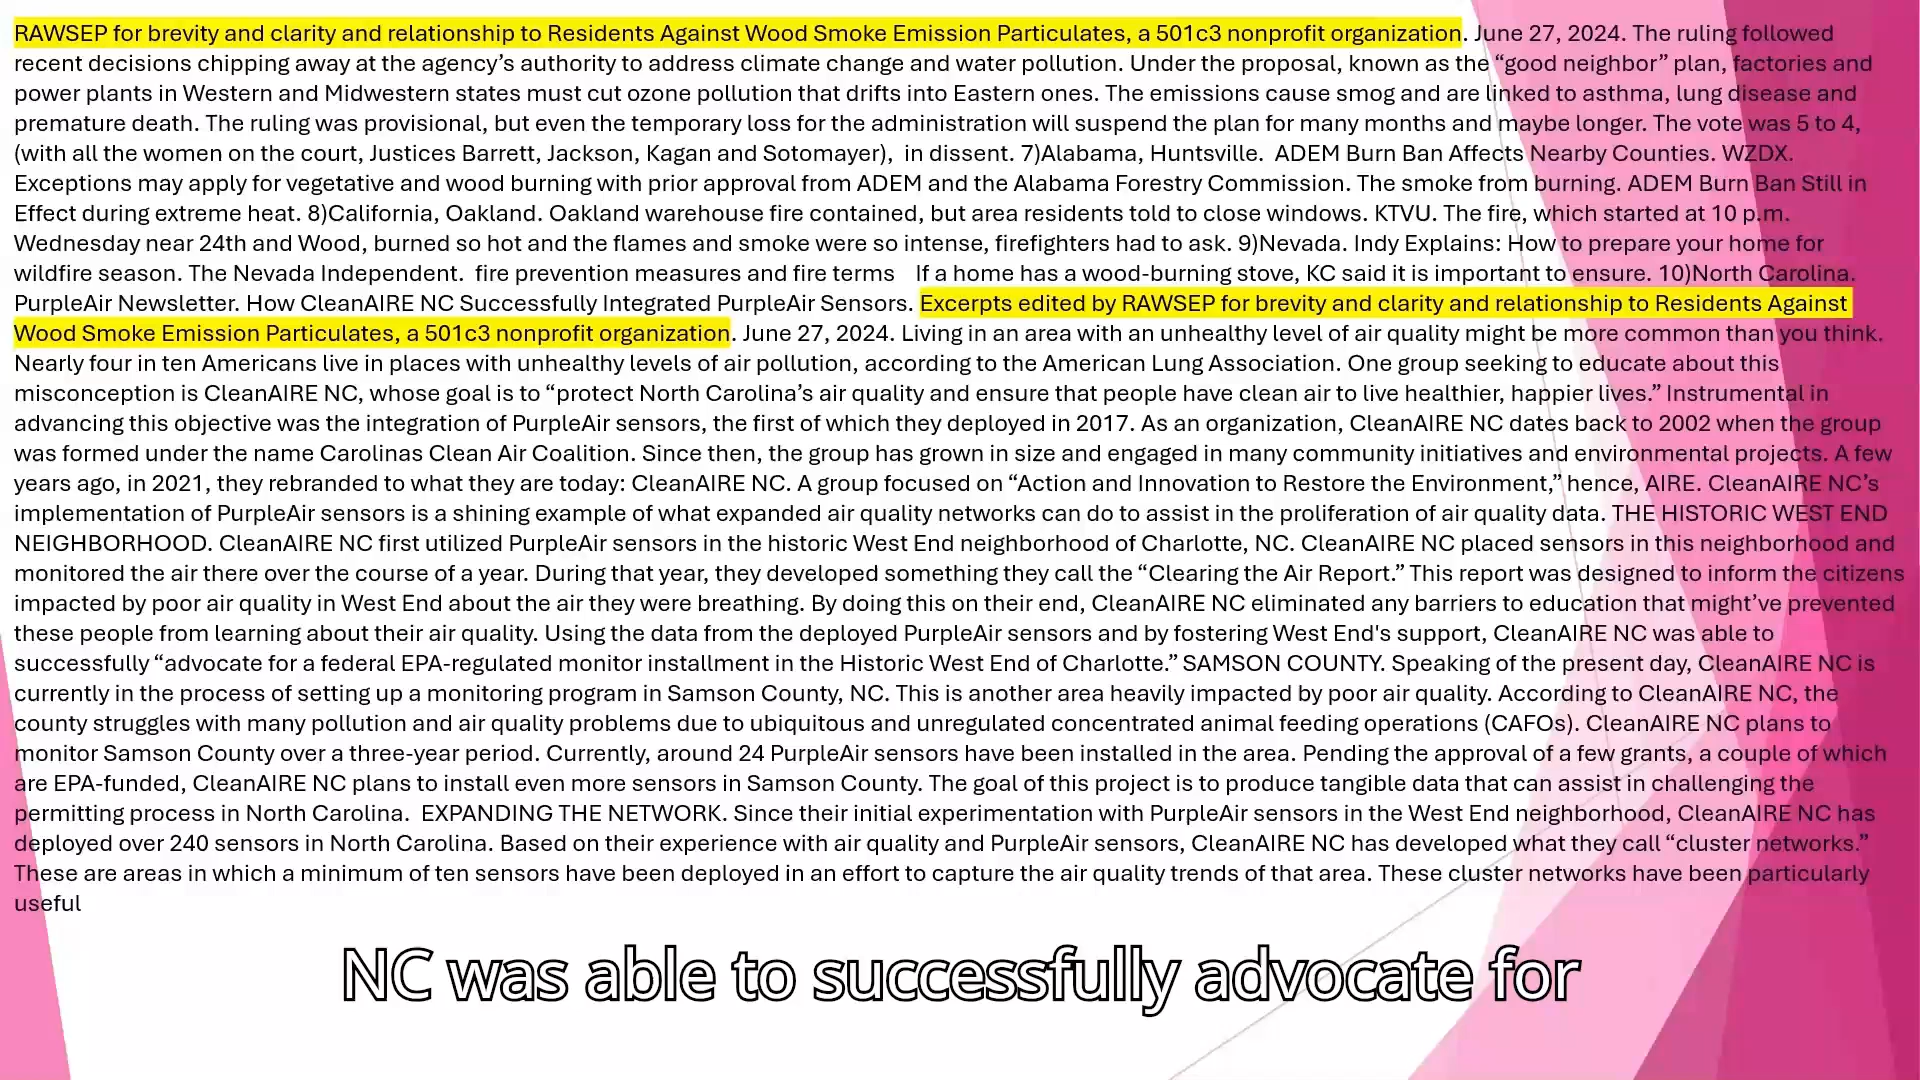 RAWSEP for brevity and clarity and relationship to Residents Against Wood Smoke Emission Particulates, a 501c3 nonprofit organization. June 27, 2024. The ruling followed
recent decisions chipping away at the agency’s authority to address climate change and water pollution. Under the proposal, known as the “good neighbor” plan, factories and
power plants in Western and Midwestern states must cut ozone pollution that drifts into Eastern ones. The emissions cause smog and are linked to asthma, lung disease and
premature death. The ruling was provisional, but even the temporary loss for the administration will suspend the plan for many months and maybe longer. The vote was 5 to 4,
(with all the women on the court, Justices Barrett, Jackson, Kagan and Sotomayer),  in dissent. 7)Alabama, Huntsville.  ADEM Burn Ban Affects Nearby Counties. WZDX.
Exceptions may apply for vegetative and wood burning with prior approval from ADEM and the Alabama Forestry Commission. The smoke from burning. ADEM Burn Ban Still in
Effect during extreme heat. 8)California, Oakland. Oakland warehouse fire contained, but area residents told to close windows. KTVU. The fire, which started at 10 p.m.
Wednesday near 24th and Wood, burned so hot and the flames and smoke were so intense, firefighters had to ask. 9)Nevada. Indy Explains: How to prepare your home for
wildfire season. The Nevada Independent.  fire prevention measures and fire terms    If a home has a wood-burning stove, KC said it is important to ensure. 10)North Carolina.
PurpleAir Newsletter. How CleanAIRE NC Successfully Integrated PurpleAir Sensors. Excerpts edited by RAWSEP for brevity and clarity and relationship to Residents Against
Wood Smoke Emission Particulates, a 501c3 nonprofit organization. June 27, 2024. Living in an area with an unhealthy level of air quality might be more common than you think.
Nearly four in ten Americans live in places with unhealthy levels of air pollution, according to the American Lung Association. One group seeking to educate about this
misconception is CleanAIRE NC, whose goal is to “protect North Carolina’s air quality and ensure that people have clean air to live healthier, happier lives.” Instrumental in
advancing this objective was the integration of PurpleAir sensors, the first of which they deployed in 2017. As an organization, CleanAIRE NC dates back to 2002 when the group
was formed under the name Carolinas Clean Air Coalition. Since then, the group has grown in size and engaged in many community initiatives and environmental projects. A few
years ago, in 2021, they rebranded to what they are today: CleanAIRE NC. A group focused on “Action and Innovation to Restore the Environment,” hence, AIRE. CleanAIRE NC’s
implementation of PurpleAir sensors is a shining example of what expanded air quality networks can do to assist in the proliferation of air quality data. THE HISTORIC WEST END
NEIGHBORHOOD. CleanAIRE NC first utilized PurpleAir sensors in the historic West End neighborhood of Charlotte, NC. CleanAIRE NC placed sensors in this neighborhood and
monitored the air there over the course of a year. During that year, they developed something they call the “Clearing the Air Report.” This report was designed to inform the citizens
impacted by poor air quality in West End about the air they were breathing. By doing this on their end, CleanAIRE NC eliminated any barriers to education that might’ve prevented
these people from learning about their air quality. Using the data from the deployed PurpleAir sensors and by fostering West End's support, CleanAIRE NC was able to
successfully “advocate for a federal EPA-regulated monitor installment in the Historic West End of Charlotte.” SAMSON COUNTY. Speaking of the present day, CleanAIRE NC is
currently in the process of setting up a monitoring program in Samson County, NC. This is another area heavily impacted by poor air quality. According to CleanAIRE NC, the
county struggles with many pollution and air quality problems due to ubiquitous and unregulated concentrated animal feeding operations (CAFOs). CleanAIRE NC plans to
monitor Samson County over a three-year period. Currently, around 24 PurpleAir sensors have been installed in the area. Pending the approval of a few grants, a couple of which
are EPA-funded, CleanAIRE NC plans to install even more sensors in Samson County. The goal of this project is to produce tangible data that can assist in challenging the
permitting process in North Carolina.  EXPANDING THE NETWORK. Since their initial experimentation with PurpleAir sensors in the West End neighborhood, CleanAIRE NC has
deployed over 240 sensors in North Carolina. Based on their experience with air quality and PurpleAir sensors, CleanAIRE NC has developed what they call “cluster networks.”
These are areas in which a minimum of ten sensors have been deployed in an effort to capture the air quality trends of that area. These cluster networks have been particularly
useful
NC was able to successfully advocate for